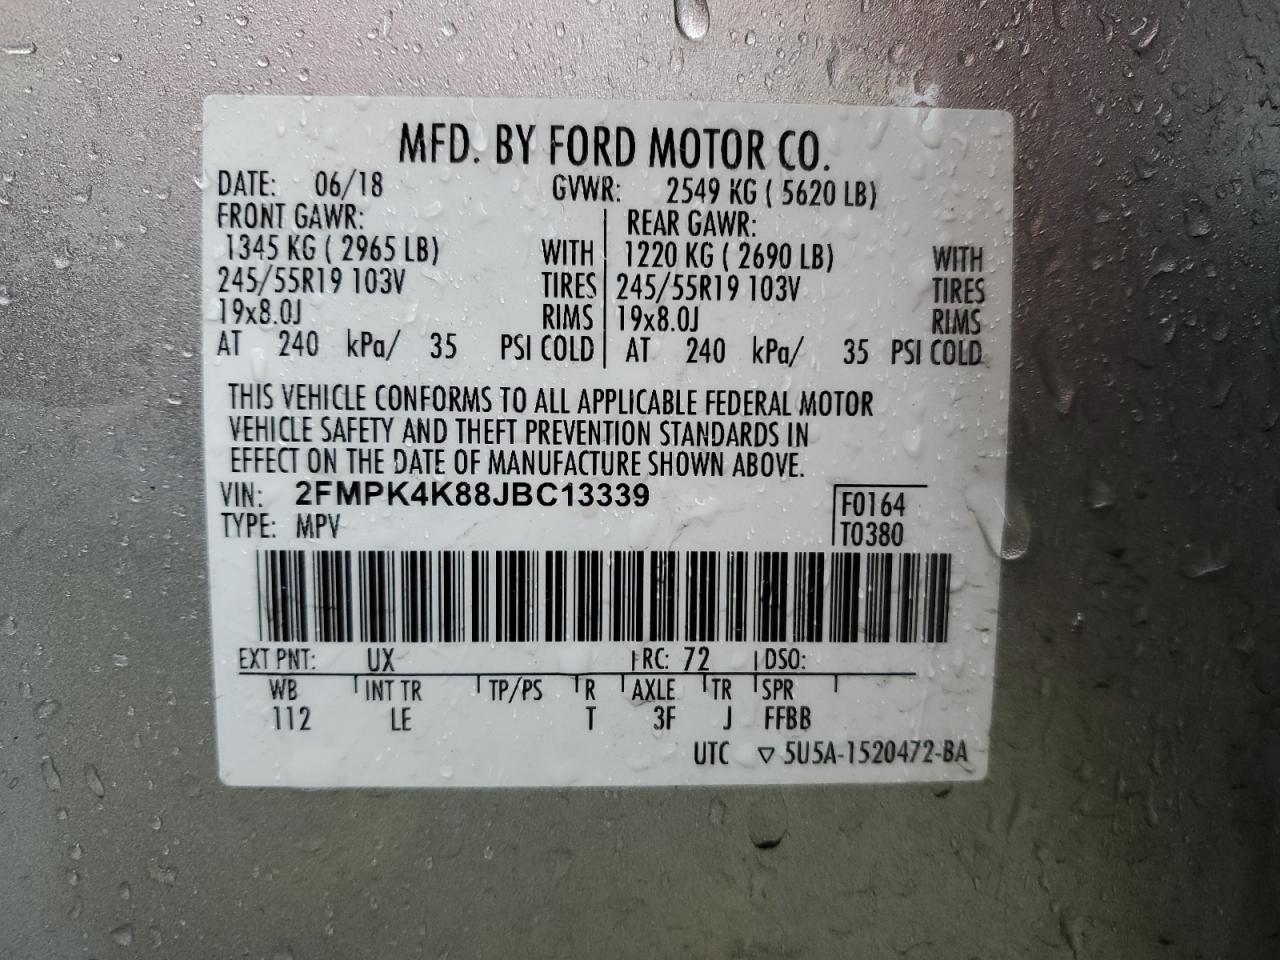 MFD. BY FORD MOTOR CO.
DATE: 06/18 GVWR: 2549 KG ( 5620 LB)
FRONT GAWR: REAR GAWR:
1345 KG ( 2965 LB) WITH 1220 KG ( 2690 LB) WITH
245/55R19 103V TIRES 245/55R19 103V TIRES
19x8.0J RIMS 19x8.0J RIMS
AT 240 kPa/ 35 PSI COLD AT 240 kPa/ 35 PSI COLD
THIS VEHICLE CONFORMS TO ALL APPLICABLE FEDERAL MOTOR
VEHICLE SAFETY AND THEFT PREVENTION STANDARDS IN
EFFECT ON THE DATE OF MANUFACTURE SHOWN ABOVE.
VIN: 2FMPK4K88JBC13339 F0164
TYPE: MPV T0380
EXT PNT: UX RC: 72 DSO:
WB INT TR TP/PS R AXLE TR SPR
112 LE T 3F J FFBB
UTC ▽ 5U5A-1520472-BA